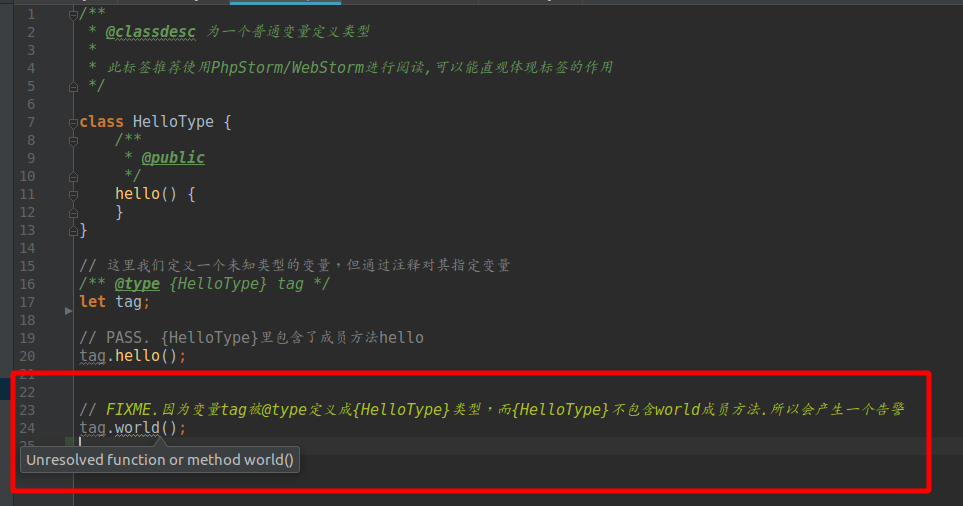 1 /**
2 * @classdesc 为一个普通变量定义类型
3 *
4 * 此标签推荐使用PhpStorm/WebStorm进行阅读,可以能直观体现标签的作用
5 */
6
7 class HelloType {
8 /**
9 * @public
10 */
11 hello() {
12 }
13 }
14
15 // 这里我们定义一个未知类型的变量，但通过注释对其指定变量
16 /** @type {HelloType} tag */
17 let tag;
18
19 // PASS. {HelloType}里包含了成员方法hello
20 tag.hello();
21
22
23 // FIXME.因为变量tag被@type定义成{HelloType}类型，而{HelloType}不包含world成员方法.所以会产生一个告警
24 tag.world();
25
Unresolved function or method world()